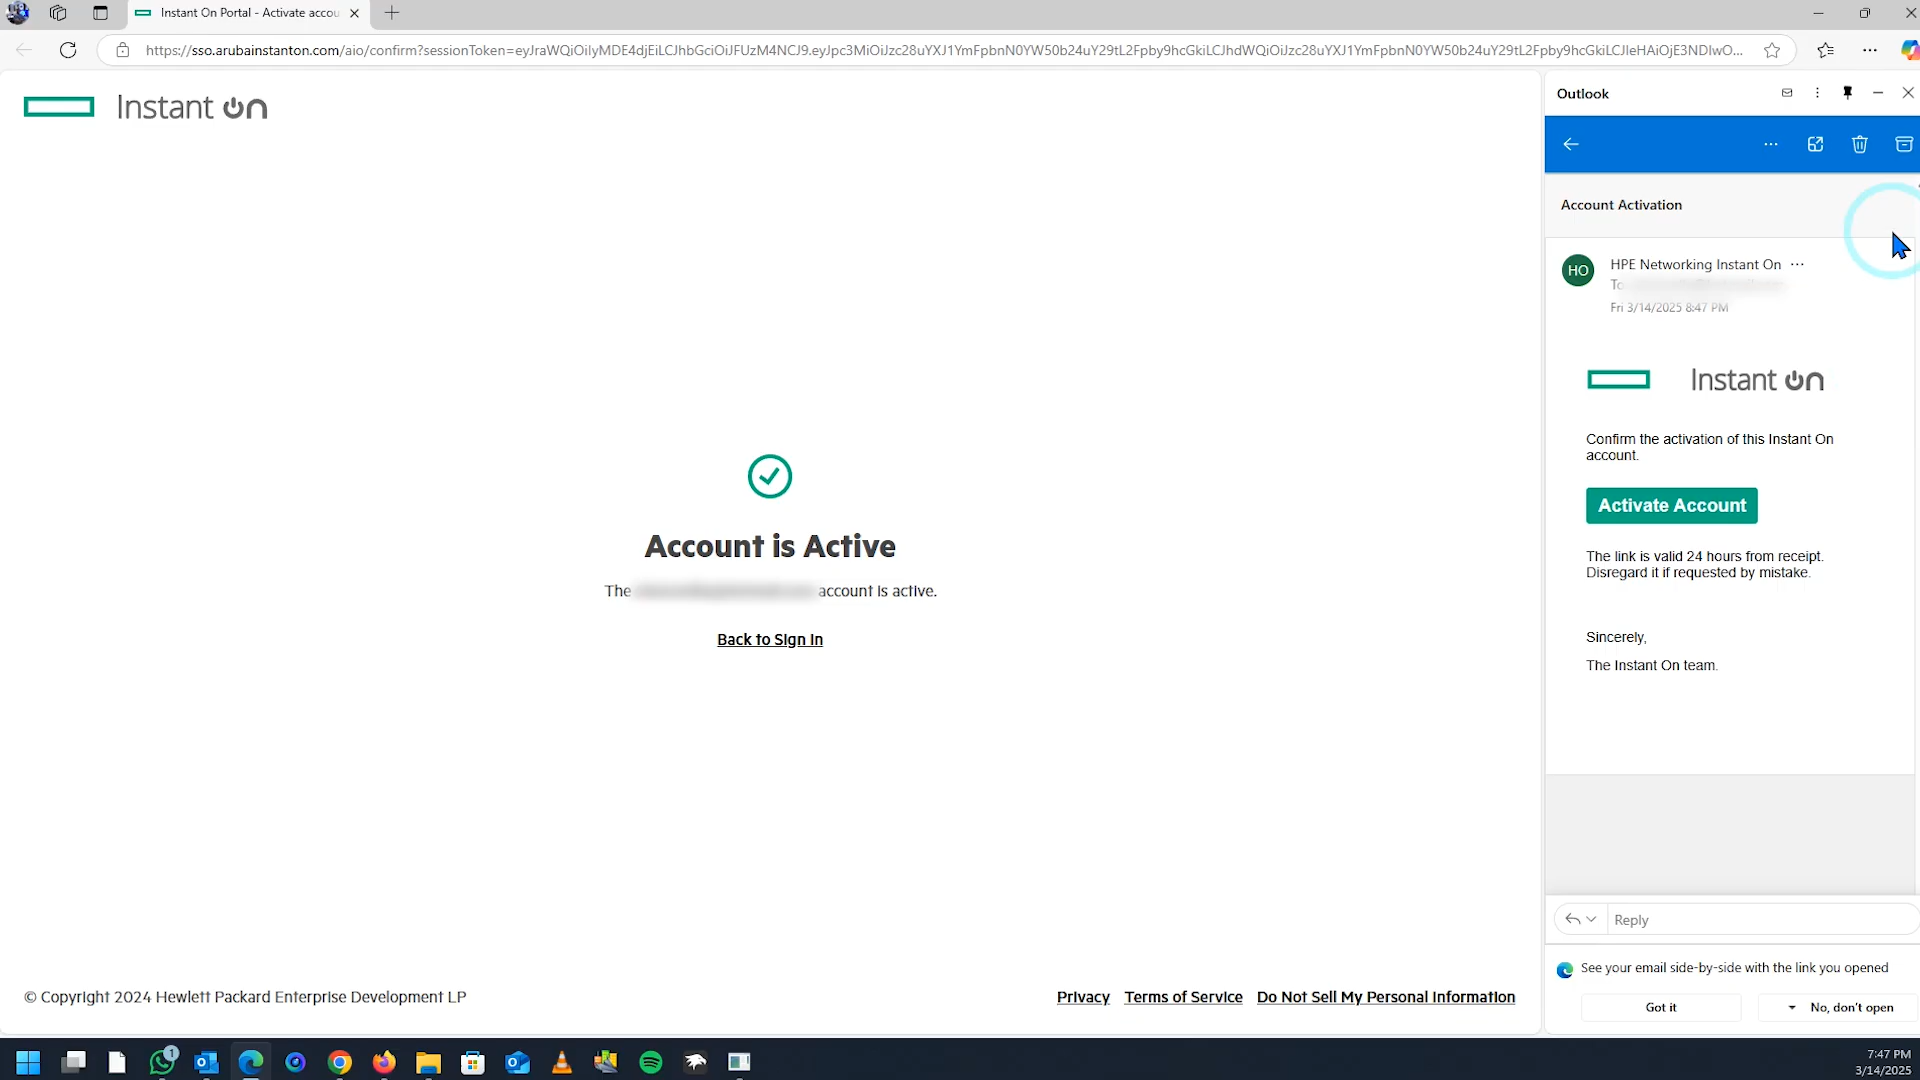 Instant On Portal - Activate accou
https://sso.arubainstanton.com/aio/confirm?sessionToken=eyJraWQiOiIyMDE4djEiLCJhbGciOiJFUzM4NCJ9.eyJpc3MiOiJzc28uYXJ1YmFpbnN0YW50b24uY29tL2Fpby9hcGkiLCJhdWQiOiJzc28uYXJ1YmFpbnN0YW50b24uY29tL2Fpby9hcGkiLCJleHAiOjE3NDIwO...
Instant On
Account is Active
The account is active.
Back to Sign In
© Copyright 2024 Hewlett Packard Enterprise Development LP
Privacy Terms of Service Do Not Sell My Personal Information
Outlook
Account Activation
HO
HPE Networking Instant On
To
Fri 3/14/2025 8:47 PM
Instant On
Confirm the activation of this Instant On
account.
Activate Account
The link is valid 24 hours from receipt.
Disregard it if requested by mistake.
Sincerely,
The Instant On team.
Reply
See your email side-by-side with the link you opened
Got it
No, don't open
1
7:47 PM
3/14/2025